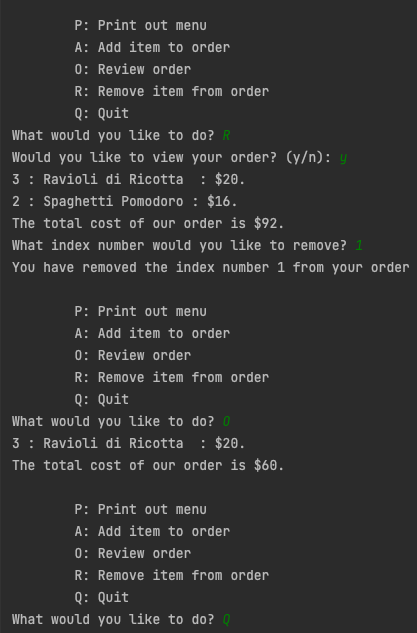 P: Print out menu
A: Add item to order
O: Review order
R: Remove item from order
Q: Quit
What would you like to do? R
Would you like to view your order? (y/n): y
3 : Ravioli di Ricotta  : $20.
2 : Spaghetti Pomodoro : $16.
The total cost of our order is $92.
What index number would you like to remove? 1
You have removed the index number 1 from your order
P: Print out menu
A: Add item to order
O: Review order
R: Remove item from order
Q: Quit
What would you like to do? O
3 : Ravioli di Ricotta  : $20.
The total cost of our order is $60.
P: Print out menu
A: Add item to order
O: Review order
R: Remove item from order
Q: Quit
What would you like to do? Q